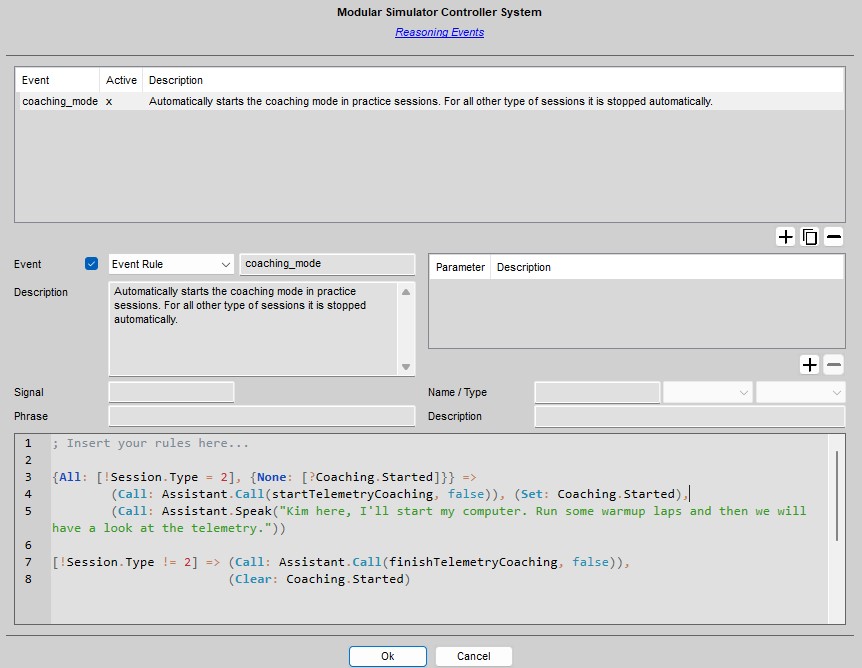 Modular Simulator Controller System
Reasoning Events
Event Active Description
coaching_mode x Automatically starts the coaching mode in practice sessions. For all other type of sessions it is stopped automatically.
Event Event Rule coaching_mode
Parameter Description
Description Automatically starts the coaching mode in practice
sessions. For all other type of sessions it is stopped
automatically.
Signal
Name / Type
Phrase
Description
1 ; Insert your rules here...
2
3 {All: [!Session.Type = 2], {None: [?Coaching.Started]}} =>
4 (Call: Assistant.Call(startTelemetryCoaching, false)), (Set: Coaching.Started),
5 (Call: Assistant.Speak("Kim here, I'll start my computer. Run some warmup laps and then we will
have a look at the telemetry."))
6
7 [!Session.Type != 2] => (Call: Assistant.Call(finishTelemetryCoaching, false)),
8 (Clear: Coaching.Started)
Ok Cancel